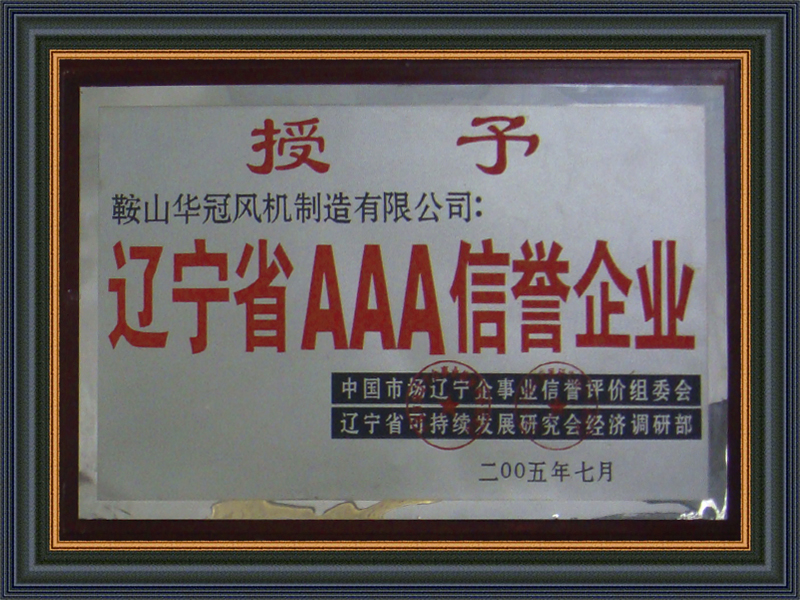 授予
鞍山华冠风机制造有限公司:
辽宁省AAA信誉企业
中国市场辽宁企事业信誉评价组委会
辽宁省可持续发展研究会经济调研部
二00五年七月